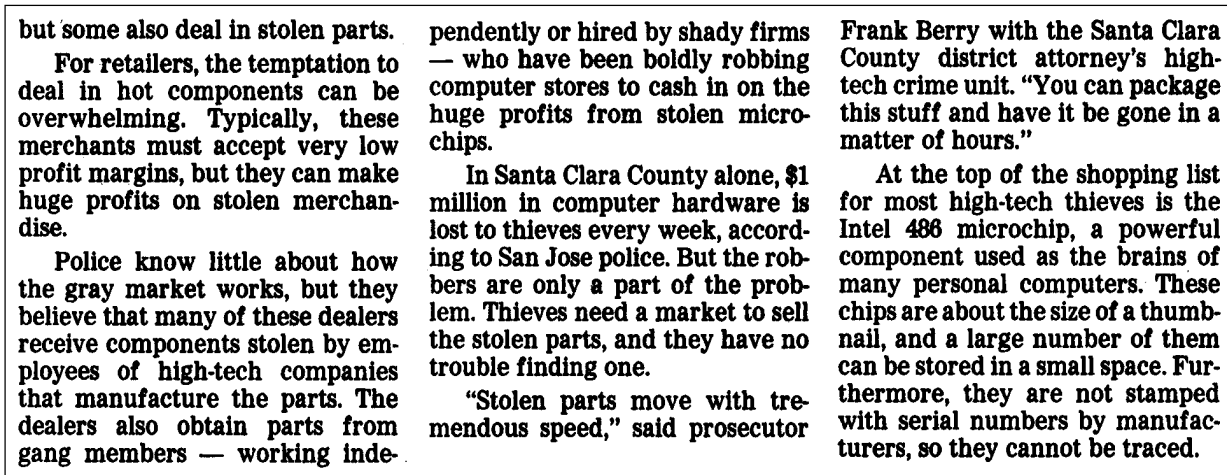 but some also deal in stolen parts.
For retailers, the temptation to
deal in hot components can be
overwhelming. Typically, these
merchants must accept very low
profit margins, but they can make
huge profits on stolen merchan-
dise.
Police know little about how
the gray market works, but they
believe that many of these dealers
receive components stolen by em-
ployees of high-tech companies
that manufacture the parts. The
dealers also obtain parts from
gang members — working inde-
pendently or hired by shady firms
— who have been boldly robbing
computer stores to cash in on the
huge profits from stolen micro-
chips.
In Santa Clara County alone, $1
million in computer hardware is
lost to thieves every week, accord-
ing to San Jose police. But the rob-
bers are only a part of the prob-
lem. Thieves need a market to sell
the stolen parts, and they have no
trouble finding one.
“Stolen parts move with tre-
mendous speed,” said prosecutor
Frank Berry with the Santa Clara
County district attorney’s high-
tech crime unit. “You can package
this stuff and have it be gone in a
matter of hours.”
At the top of the shopping list
for most high-tech thieves is the
Intel 486 microchip, a powerful
component used as the brains of
many personal computers. These
chips are about the size of a thumb-
nail, and a large number of them
can be stored in a small space. Fur-
thermore, they are not stamped
with serial numbers by manufac-
turers, so they cannot be traced.